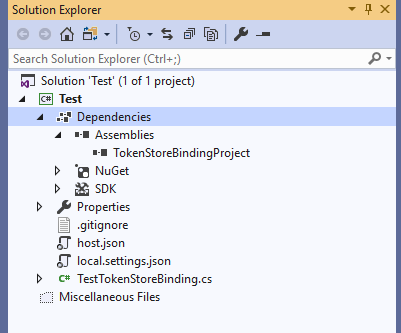 Solution Explorer
Search Solution Explorer (Ctrl+;)
Solution 'Test' (1 of 1 project)
C# Test
Dependencies
Assemblies
TokenStoreBindingProject
NuGet
SDK
Properties
.gitignore
host.json
local.settings.json
C# TestTokenStoreBinding.cs
Miscellaneous Files